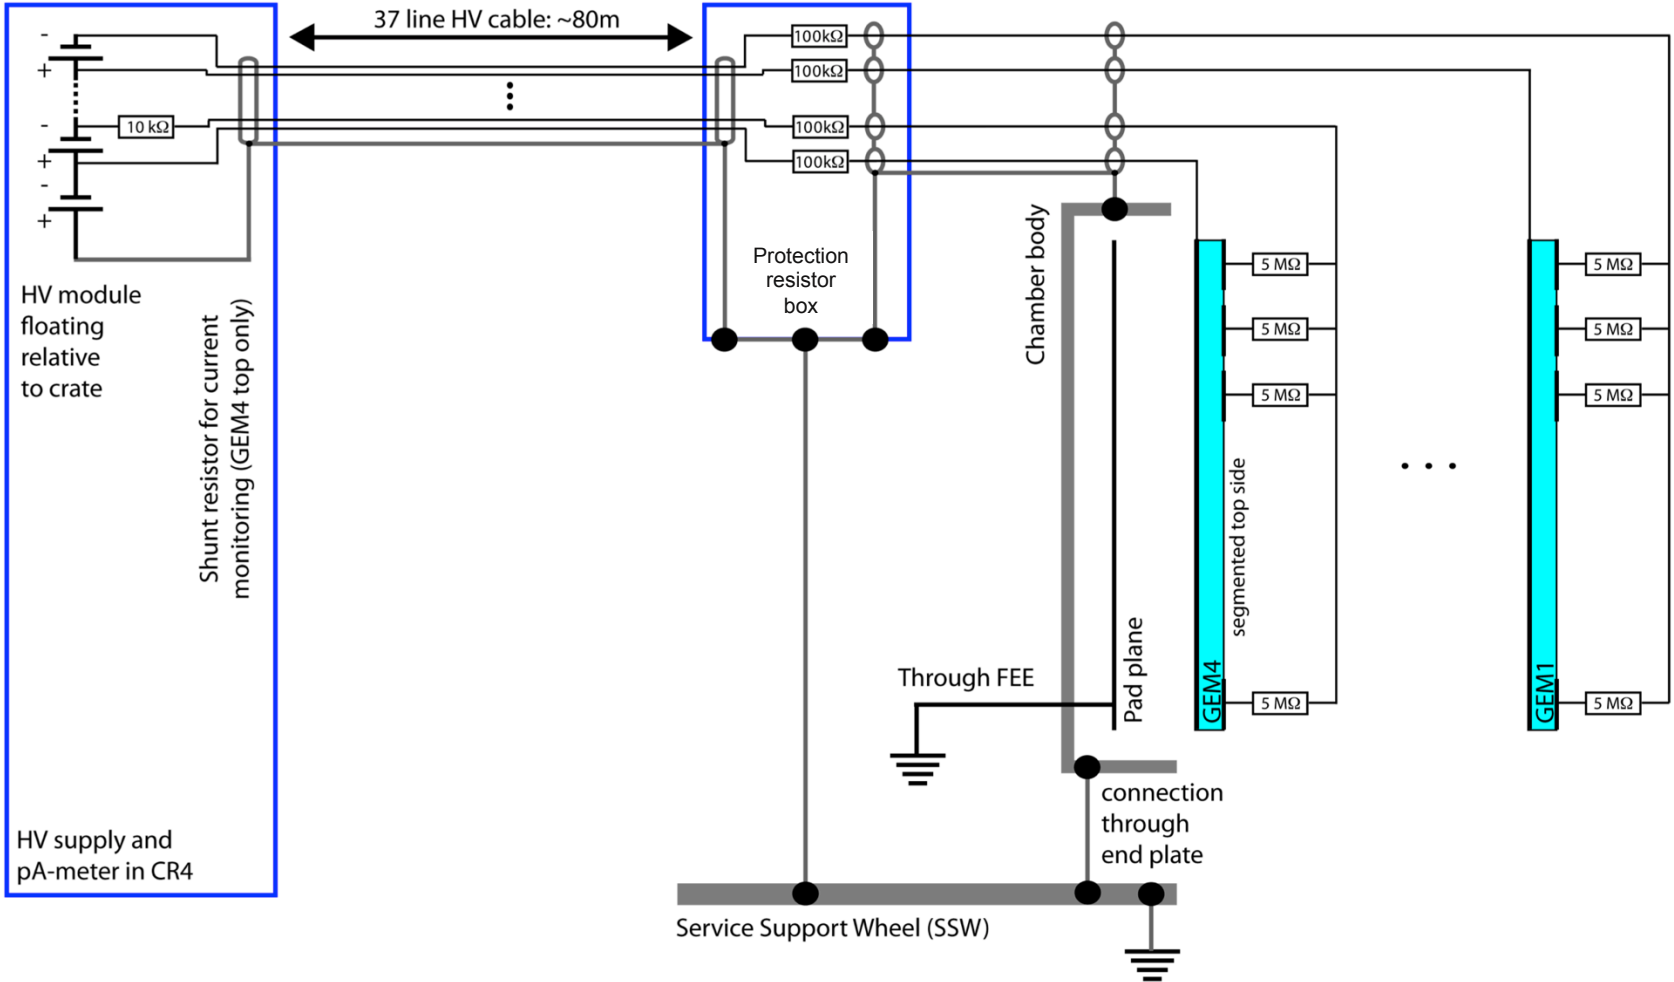 37 line HV cable: ~80m
-
+
-
+
-
+
10 kΩ
100kΩ
100kΩ
100kΩ
100kΩ
HV module
floating
relative
to crate
Shunt resistor for current
monitoring (GEM4 top only)
HV supply and
pA-meter in CR4
Protection
resistor
box
Chamber body
Pad plane
Through FEE
GEM4
segmented top side
5 MΩ
5 MΩ
5 MΩ
5 MΩ
. . .
GEM1
5 MΩ
5 MΩ
5 MΩ
5 MΩ
connection
through
end plate
Service Support Wheel (SSW)